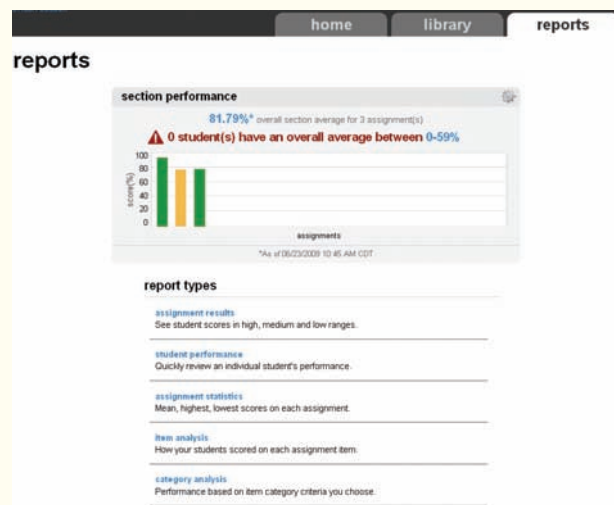 home library reports
reports
section performance
81.79%* overall section average for 3 assignment(s)
0 student(s) have an overall average between 0-59%
100
80
60
40
20
0
score(%)
assignments
*As of 06/23/2009 10:45 AM CDT
report types
assignment results
See student scores in high, medium and low ranges.
student performance
Quickly review an individual student's performance.
assignment statistics
Mean, highest, lowest scores on each assignment.
item analysis
How your students scored on each assignment item.
category analysis
Performance based on item category criteria you choose.